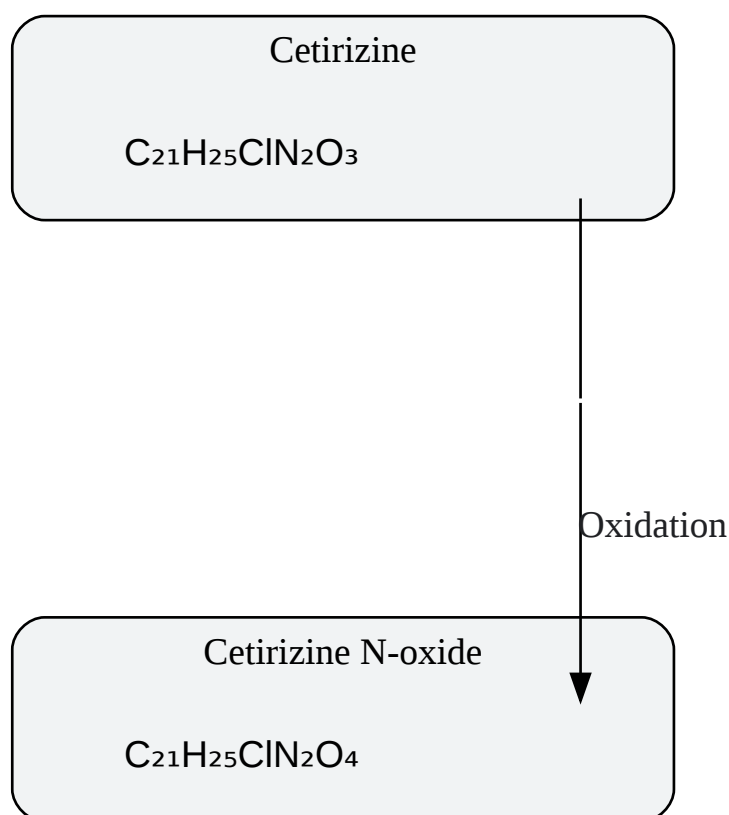 Cetirizine
C₂₁H₂₅ClN₂O₃
Oxidation
Cetirizine N-oxide
C₂₁H₂₅ClN₂O₄